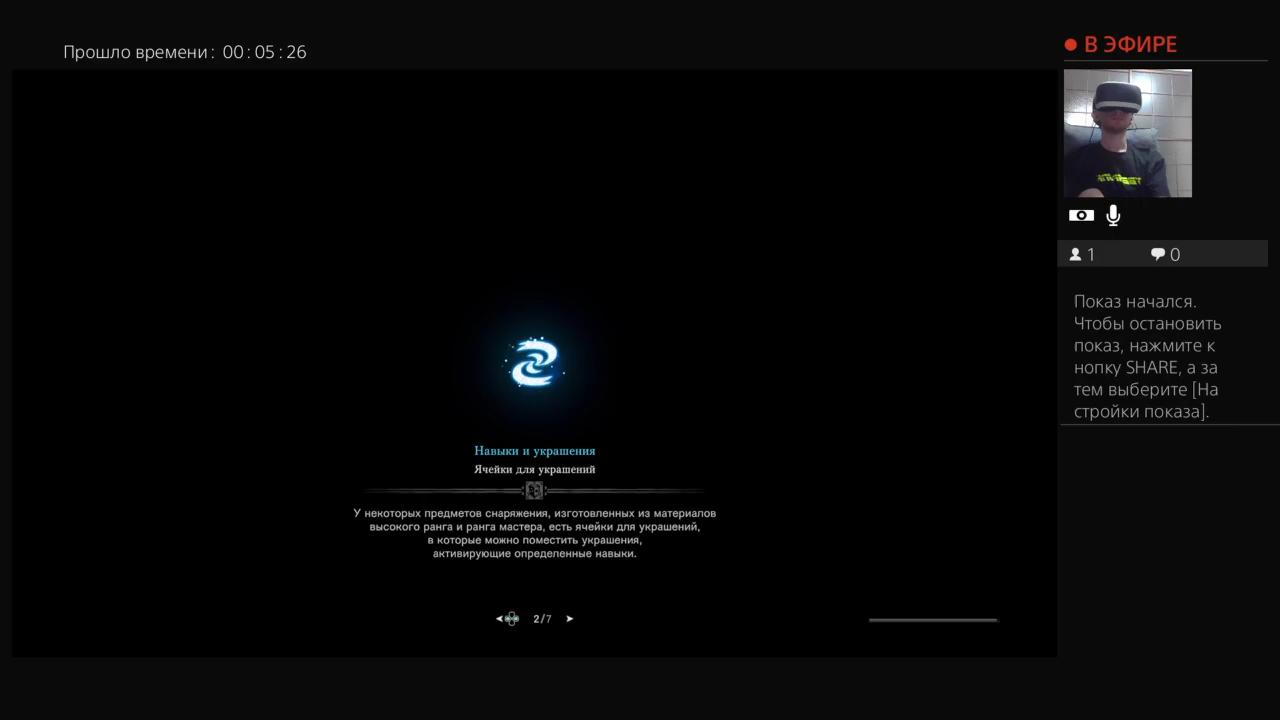 Прошло времени: 00:05:26
В ЭФИРЕ
1
0
Показ начался.
Чтобы остановить
показ, нажмите к
нопку SHARE, а за
тем выберите [На
стройки показа].
Навыки и украшения
Ячейки для украшений
У некоторых предметов снаряжения, изготовленных из материалов
высокого ранга и ранга мастера, есть ячейки для украшений,
в которые можно поместить украшения,
активирующие определенные навыки.
2/7